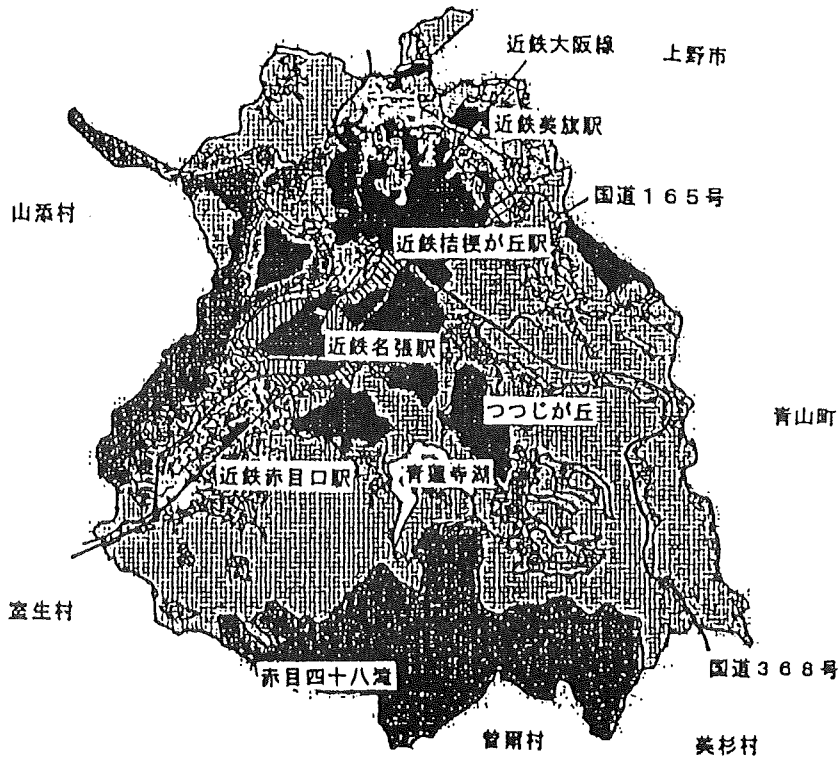 近鉄大阪線
上野市
近鉄美旗駅
国道165号
山添村
近鉄桔梗が丘駅
近鉄名張駅
つつじが丘
青山町
近鉄赤目口駅
青蓮寺湖
室生村
赤目四十八滝
国道368号
曽爾村
美杉村